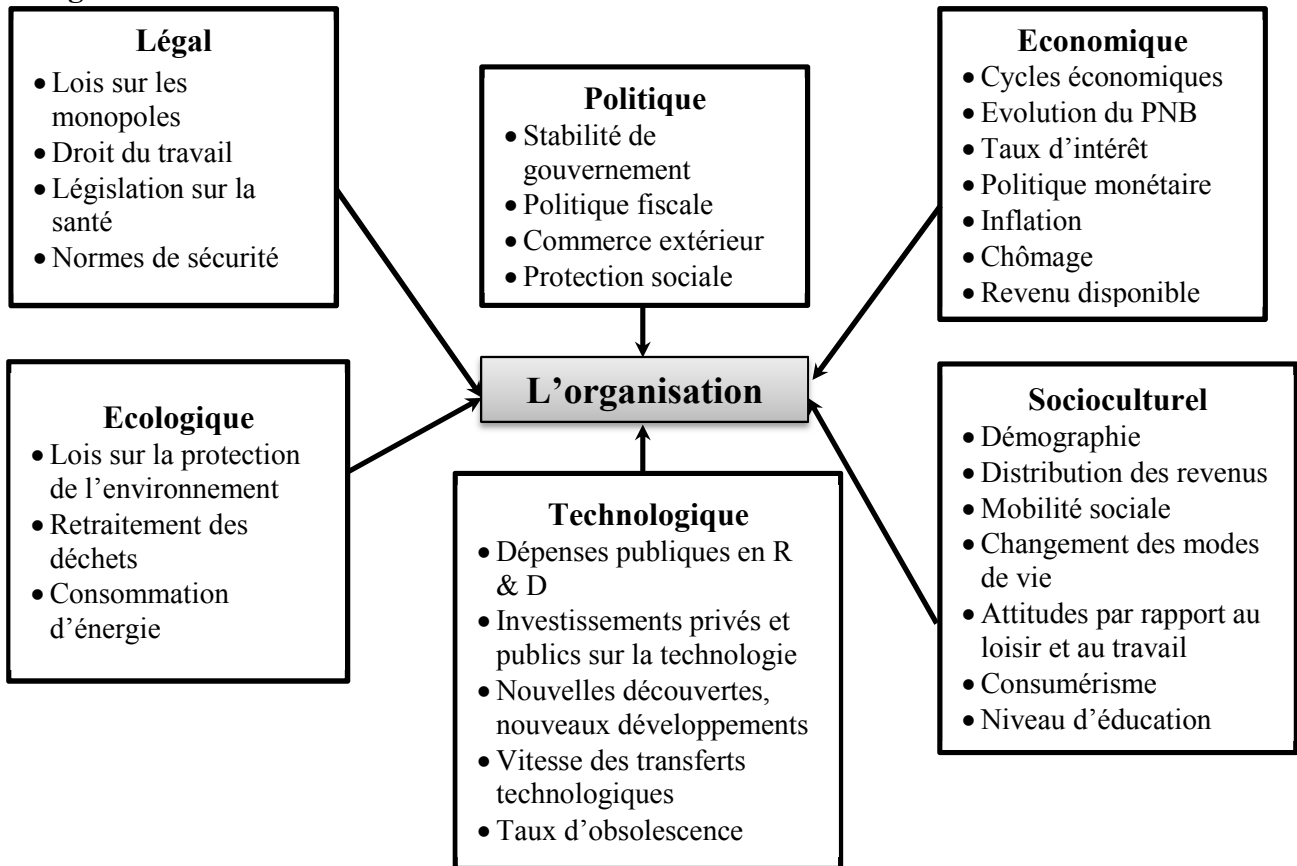 Légal
• Lois sur les
monopoles
• Droit du travail
• Législation sur la
santé
• Normes de sécurité
Politique
• Stabilité de
gouvernement
• Politique fiscale
• Commerce extérieur
• Protection sociale
Economique
• Cycles économiques
• Evolution du PNB
• Taux d’intérêt
• Politique monétaire
• Inflation
• Chômage
• Revenu disponible
L’organisation
Ecologique
• Lois sur la protection
de l’environnement
• Retraitement des
déchets
• Consommation
d’énergie
Technologique
• Dépenses publiques en R
& D
• Investissements privés et
publics sur la technologie
• Nouvelles découvertes,
nouveaux développements
• Vitesse des transferts
technologiques
• Taux d’obsolescence
Socioculturel
• Démographie
• Distribution des revenus
• Mobilité sociale
• Changement des modes
de vie
• Attitudes par rapport au
loisir et au travail
• Consumérisme
• Niveau d’éducation